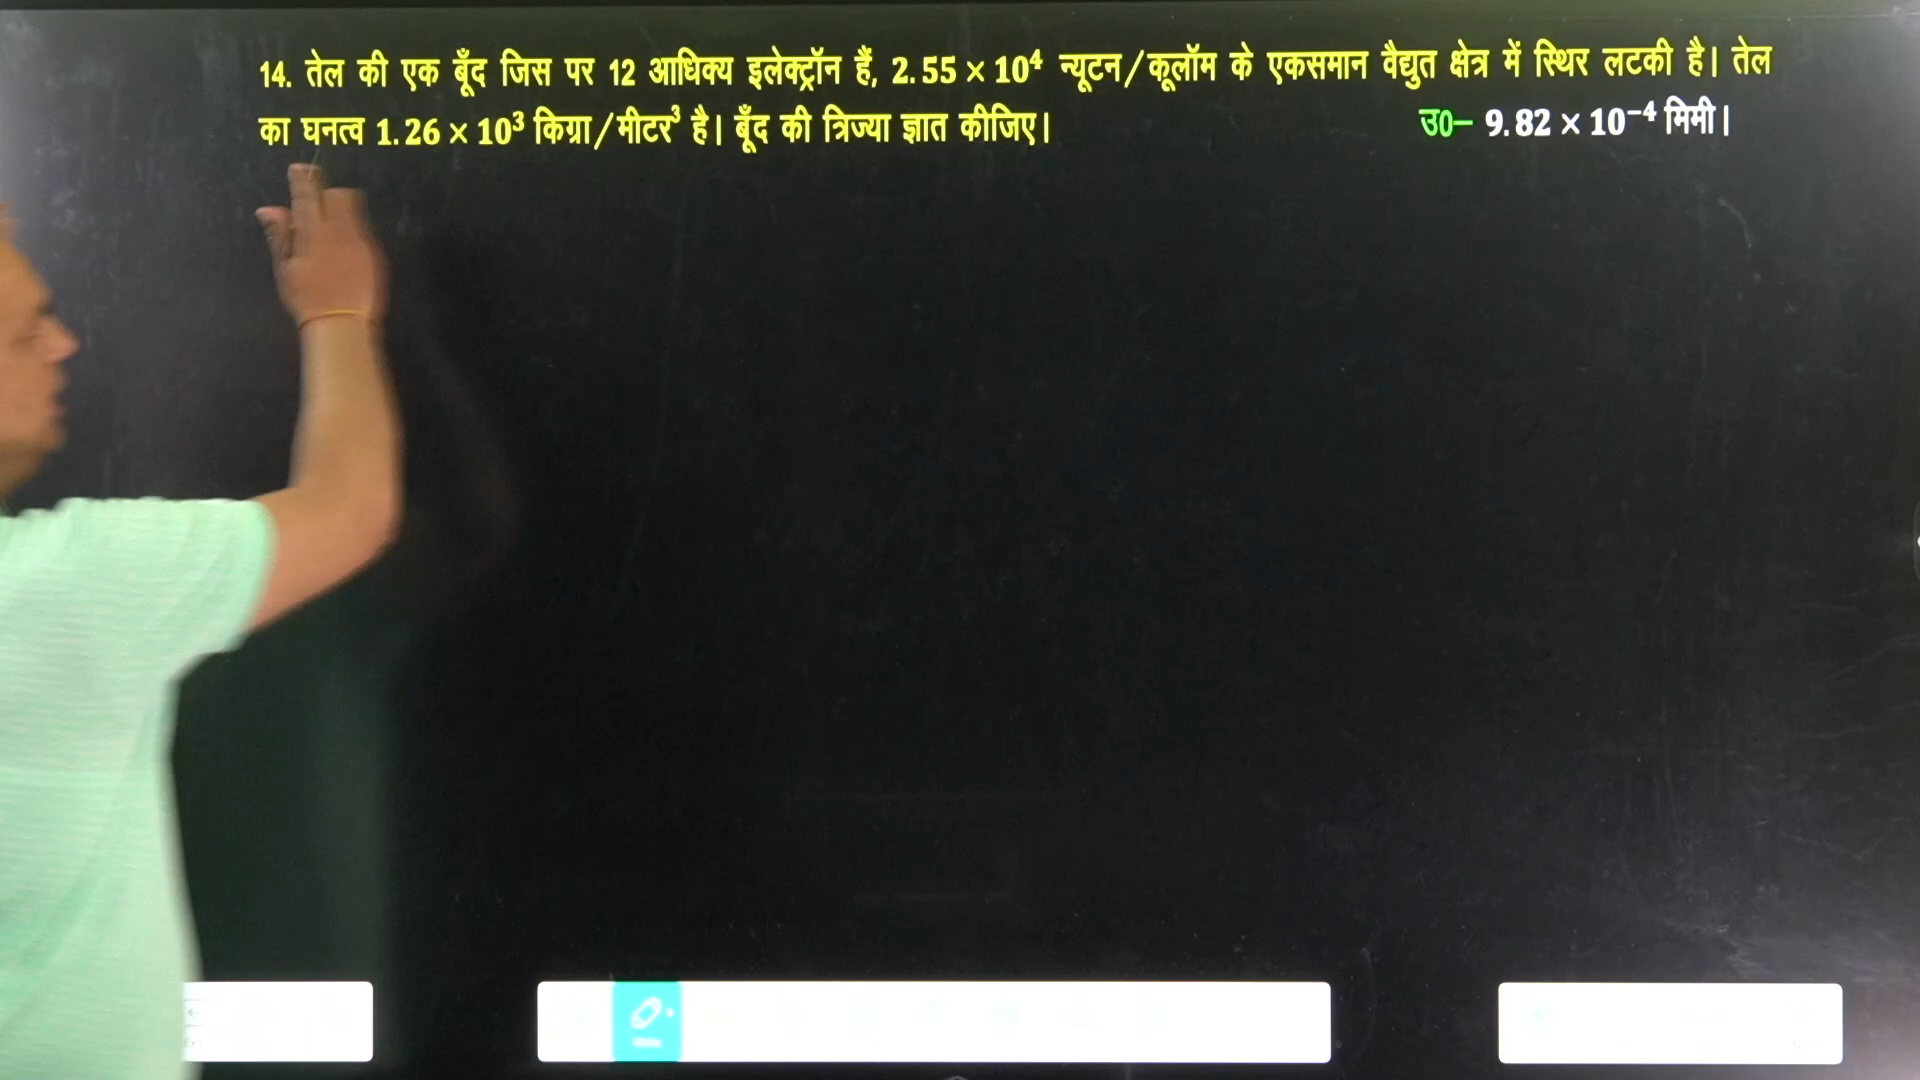 14. तेल की एक बूँद जिस पर 12 आधिक्य इलेक्ट्रॉन हैं, 2.55 × 10⁴ न्यूटन/कूलॉम के एकसमान वैद्युत क्षेत्र में स्थिर लटकी है। तेल
का घनत्व 1.26 × 10³ किग्रा/मीटर³ है। बूँद की त्रिज्या ज्ञात कीजिए। उ0– 9.82 × 10⁻⁴ मिमी।